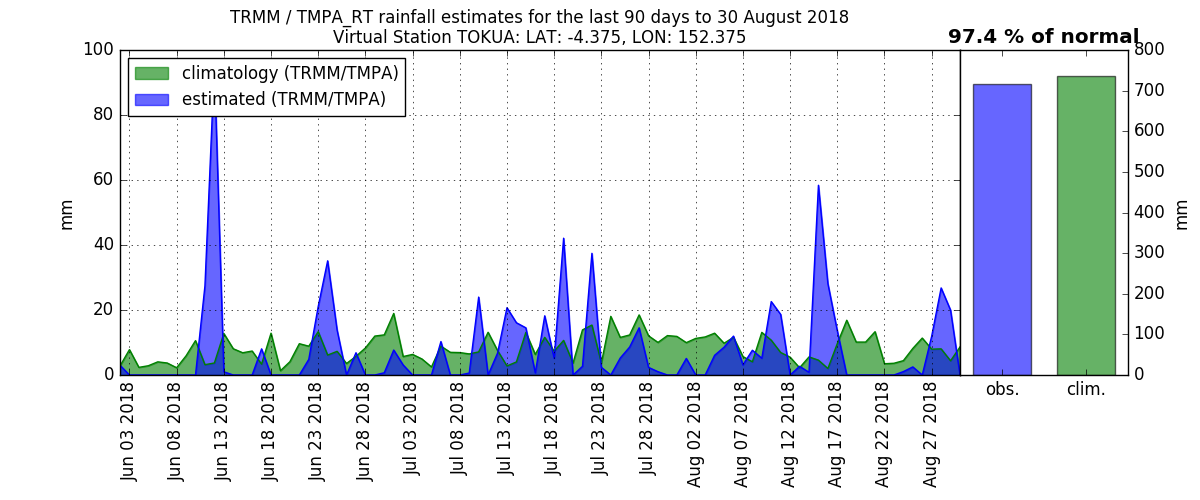 TRMM / TMPA_RT rainfall estimates for the last 90 days to 30 August 2018
Virtual Station TOKUA: LAT: -4.375, LON: 152.375
97.4 % of normal
climatology (TRMM/TMPA)
estimated (TRMM/TMPA)
100
80
60
40
20
0
mm
800
700
600
500
400
300
200
100
0
mm
Jun 03 2018
Jun 08 2018
Jun 13 2018
Jun 18 2018
Jun 23 2018
Jun 28 2018
Jul 03 2018
Jul 08 2018
Jul 13 2018
Jul 18 2018
Jul 23 2018
Jul 28 2018
Aug 02 2018
Aug 07 2018
Aug 12 2018
Aug 17 2018
Aug 22 2018
Aug 27 2018
obs.
clim.